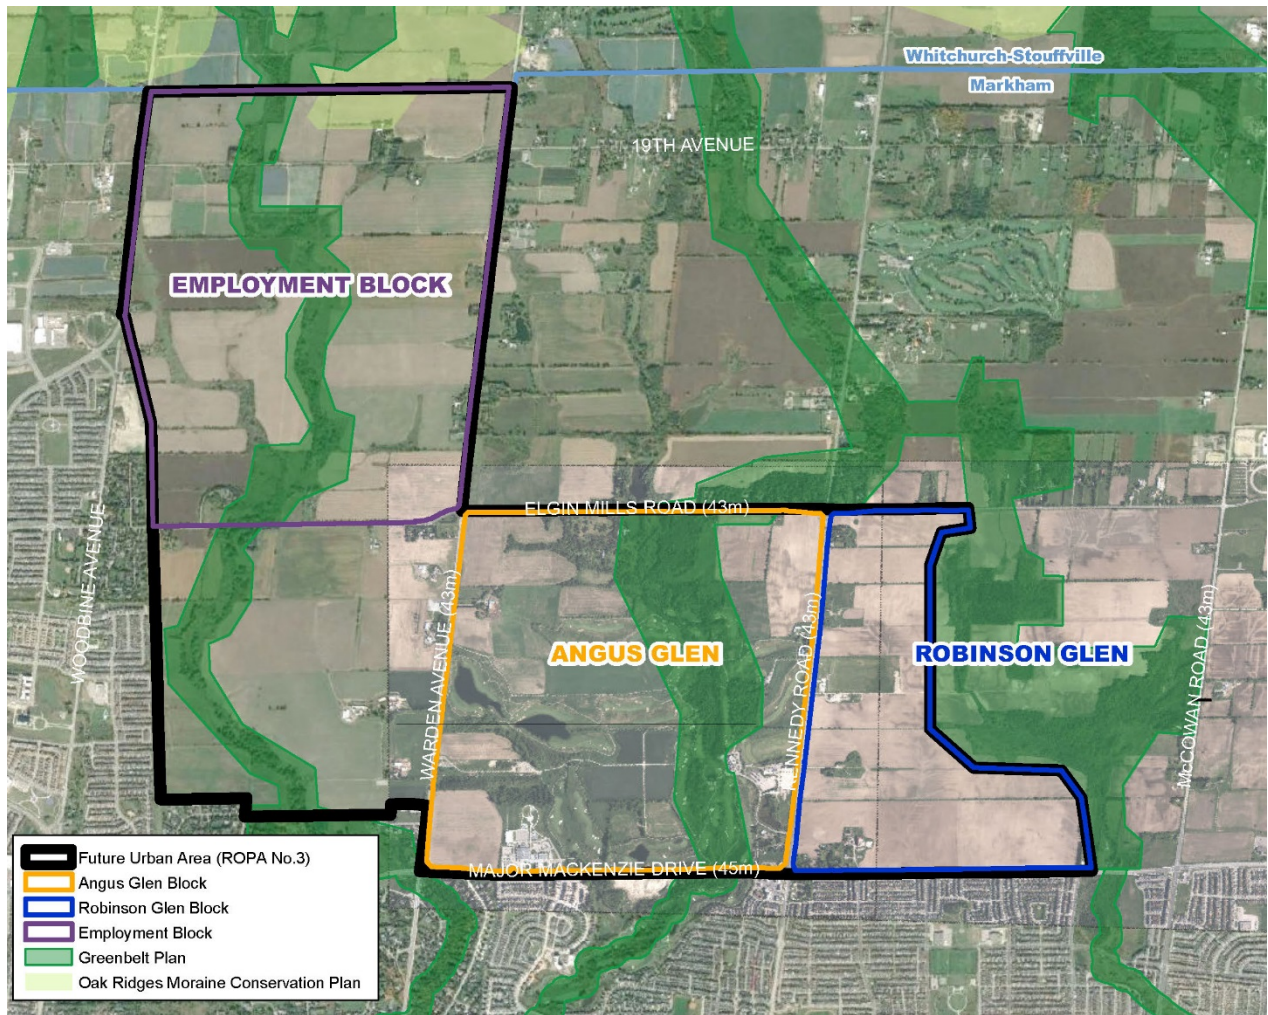 Whitchurch-Stouffville
Markham
19TH AVENUE
EMPLOYMENT BLOCK
ELGIN MILLS ROAD (43m)
WOODBINE AVENUE
WARDEN AVENUE (43m)
ANGUS GLEN
KENNEDY ROAD (43m)
ROBINSON GLEN
McCOWAN ROAD (43m)
MAJOR MACKENZIE DRIVE (45m)
Future Urban Area (ROPA No.3)
Angus Glen Block
Robinson Glen Block
Employment Block
Greenbelt Plan
Oak Ridges Moraine Conservation Plan